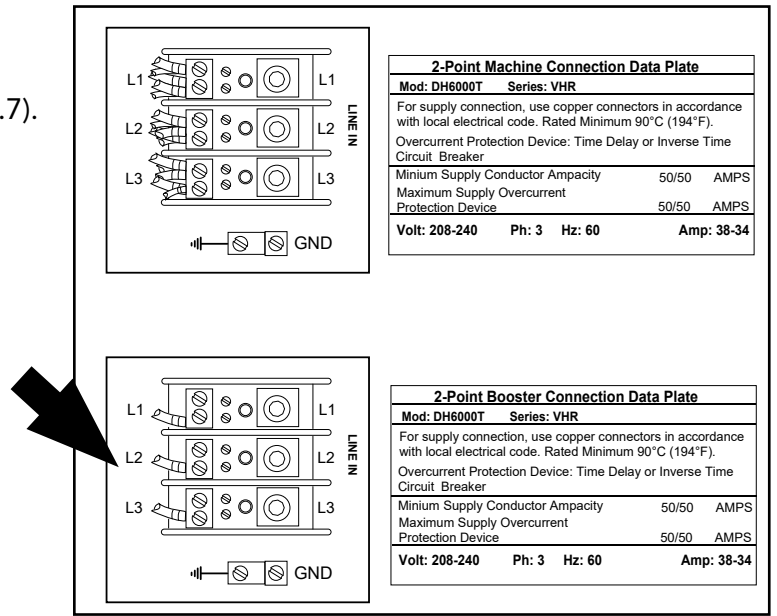 .7).
L1 L1
L2 L2
L3 L3
LINE IN
GND
2-Point Machine Connection Data Plate
Mod: DH6000T Series: VHR
For supply connection, use copper connectors in accordance
with local electrical code. Rated Minimum 90°C (194°F).
Overcurrent Protection Device: Time Delay or Inverse Time
Circuit Breaker
Minium Supply Conductor Ampacity 50/50 AMPS
Maximum Supply Overcurrent
Protection Device 50/50 AMPS
Volt: 208-240 Ph: 3 Hz: 60 Amp: 38-34
L1 L1
L2 L2
L3 L3
LINE IN
GND
2-Point Booster Connection Data Plate
Mod: DH6000T Series: VHR
For supply connection, use copper connectors in accordance
with local electrical code. Rated Minimum 90°C (194°F).
Overcurrent Protection Device: Time Delay or Inverse Time
Circuit Breaker
Minium Supply Conductor Ampacity 50/50 AMPS
Maximum Supply Overcurrent
Protection Device 50/50 AMPS
Volt: 208-240 Ph: 3 Hz: 60 Amp: 38-34